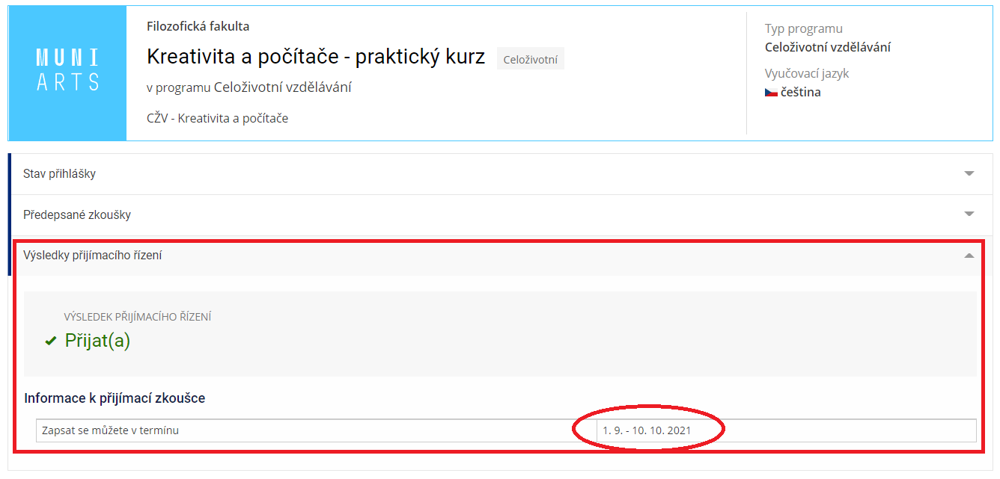 MUNI
ARTS
Filozofická fakulta
Kreativita a počítače - praktický kurz Celoživotní
v programu Celoživotní vzdělávání
CŽV - Kreativita a počítače
Typ programu
Celoživotní vzdělávání
Vyučovací jazyk
čeština
Stav přihlášky
Předepsané zkoušky
Výsledky přijímacího řízení
VÝSLEDEK PŘIJÍMACÍHO ŘÍZENÍ
Přijat(a)
Informace k přijímací zkoušce
Zapsat se můžete v termínu 1. 9. - 10. 10. 2021